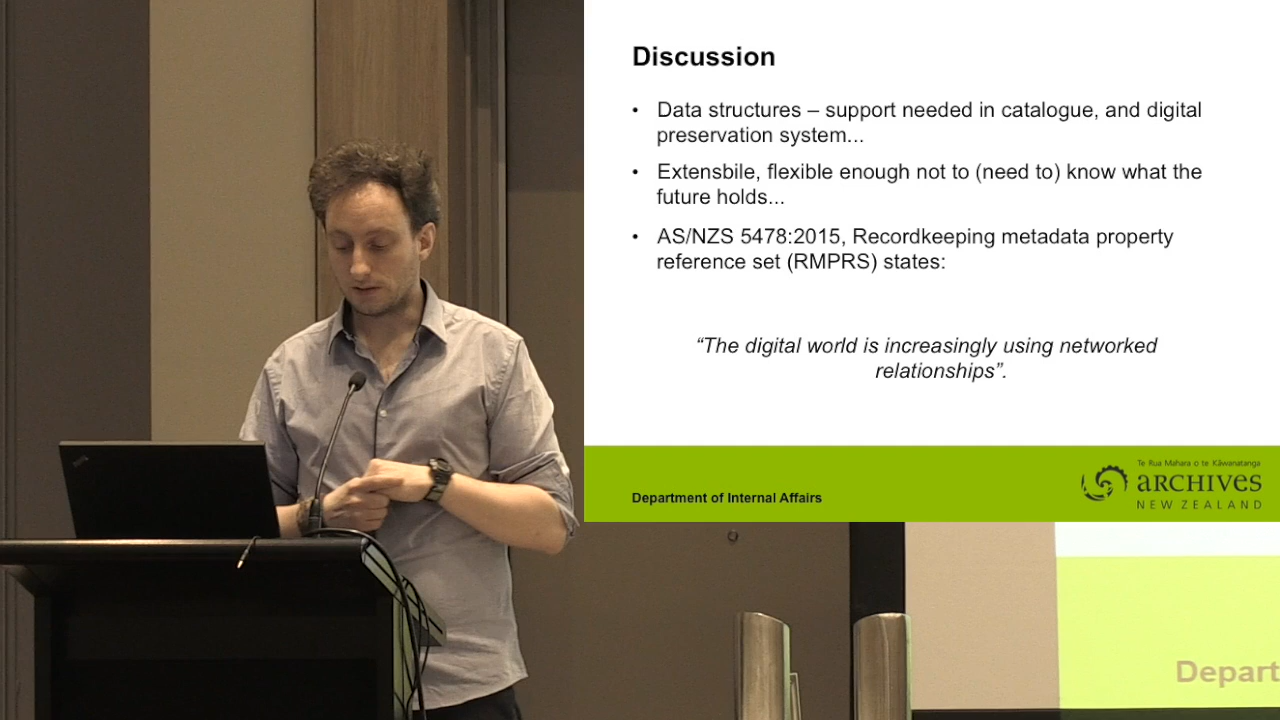 Discussion
• Data structures – support needed in catalogue, and digital
preservation system...
• Extensbile, flexible enough not to (need to) know what the
future holds...
• AS/NZS 5478:2015, Recordkeeping metadata property
reference set (RMPRS) states:
“The digital world is increasingly using networked
relationships”.
Department of Internal Affairs
Te Rua Mahara o te Kāwanatanga
ARCHIVES
NEW ZEALAND
Depart